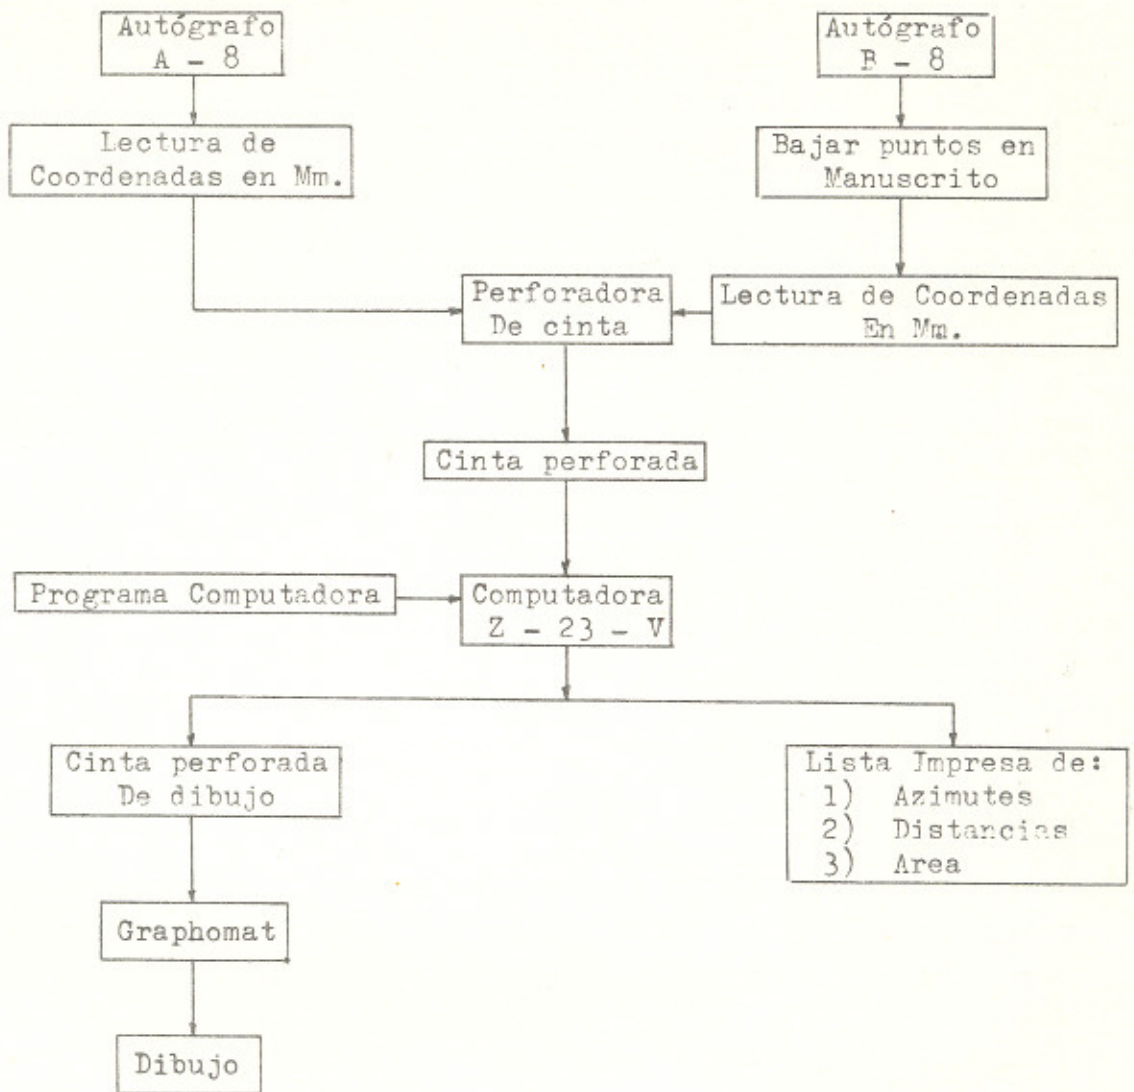 Autógrafo
A - 8
Autógrafo
B - 8
Lectura de
Coordenadas en Mm.
Bajar puntos en
Manuscrito
Perforadora
De cinta
Lectura de Coordenadas
En Mm.
Cinta perforada
Programa Computadora
Computadora
Z - 23 - V
Cinta perforada
De dibujo
Lista Impresa de:
1) Azimutes
2) Distancias
3) Area
Graphomat
Dibujo